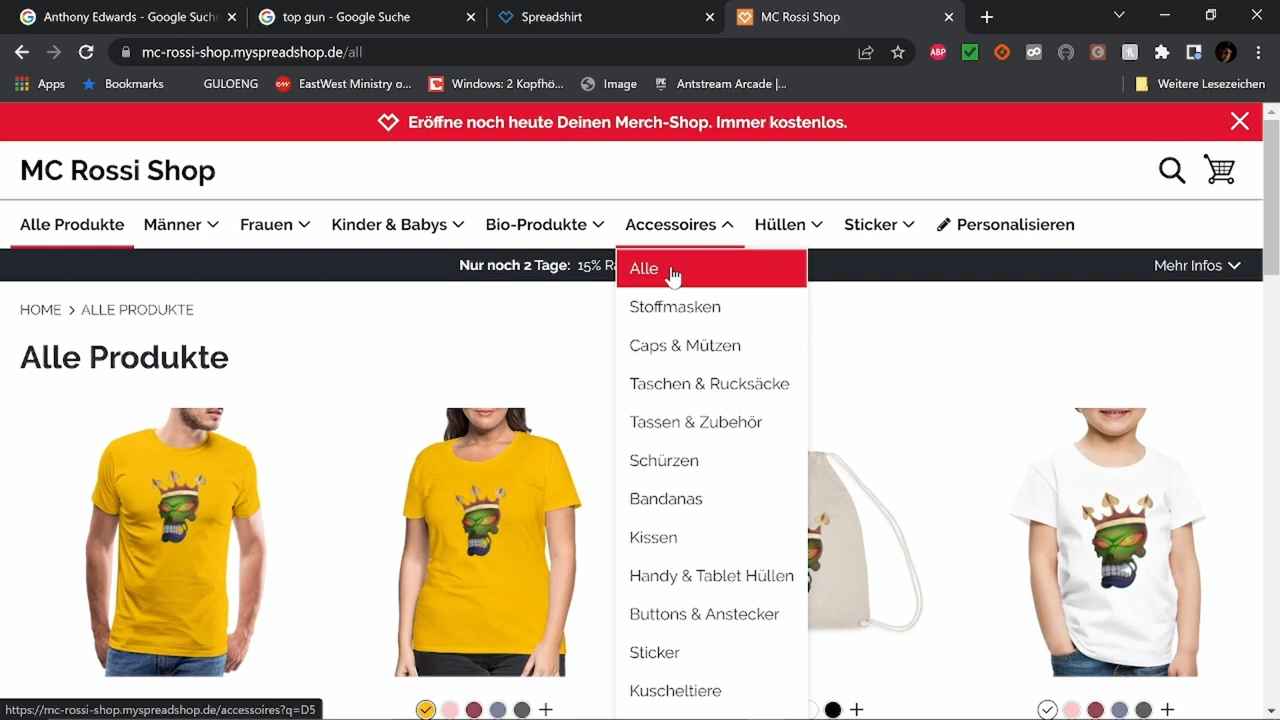 Anthony Edwards - Google Suche
top gun - Google Suche
Spreadshirt
MC Rossi Shop
mc-rossi-shop.myspreadshop.de/all
ABP
Apps
Bookmarks
GULOENG
EastWest Ministry o...
Windows: 2 Kopfhö...
Image
Antstream Arcade |...
Weitere Lesezeichen
Eröffne noch heute Deinen Merch-Shop. Immer kostenlos.
MC Rossi Shop
Alle Produkte
Männer
Frauen
Kinder & Babys
Bio-Produkte
Accessoires
Hüllen
Sticker
Personalisieren
Nur noch 2 Tage: 15% Ra
Mehr Infos
Alle
Stoffmasken
Caps & Mützen
Taschen & Rucksäcke
Tassen & Zubehör
Schürzen
Bandanas
Kissen
Handy & Tablet Hüllen
Buttons & Anstecker
Sticker
Kuscheltiere
HOME > ALLE PRODUKTE
Alle Produkte
https://mc-rossi-shop.myspreadshop.de/accessoires?q=D5